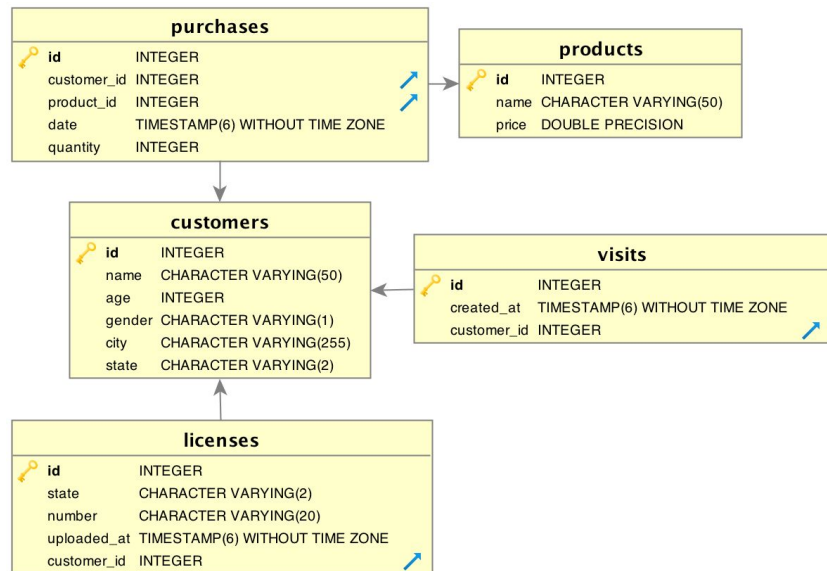 purchases
id INTEGER
customer_id INTEGER
product_id INTEGER
date TIMESTAMP(6) WITHOUT TIME ZONE
quantity INTEGER
products
id INTEGER
name CHARACTER VARYING(50)
price DOUBLE PRECISION
customers
id INTEGER
name CHARACTER VARYING(50)
age INTEGER
gender CHARACTER VARYING(1)
city CHARACTER VARYING(255)
state CHARACTER VARYING(2)
visits
id INTEGER
created_at TIMESTAMP(6) WITHOUT TIME ZONE
customer_id INTEGER
licenses
id INTEGER
state CHARACTER VARYING(2)
number CHARACTER VARYING(20)
uploaded_at TIMESTAMP(6) WITHOUT TIME ZONE
customer_id INTEGER